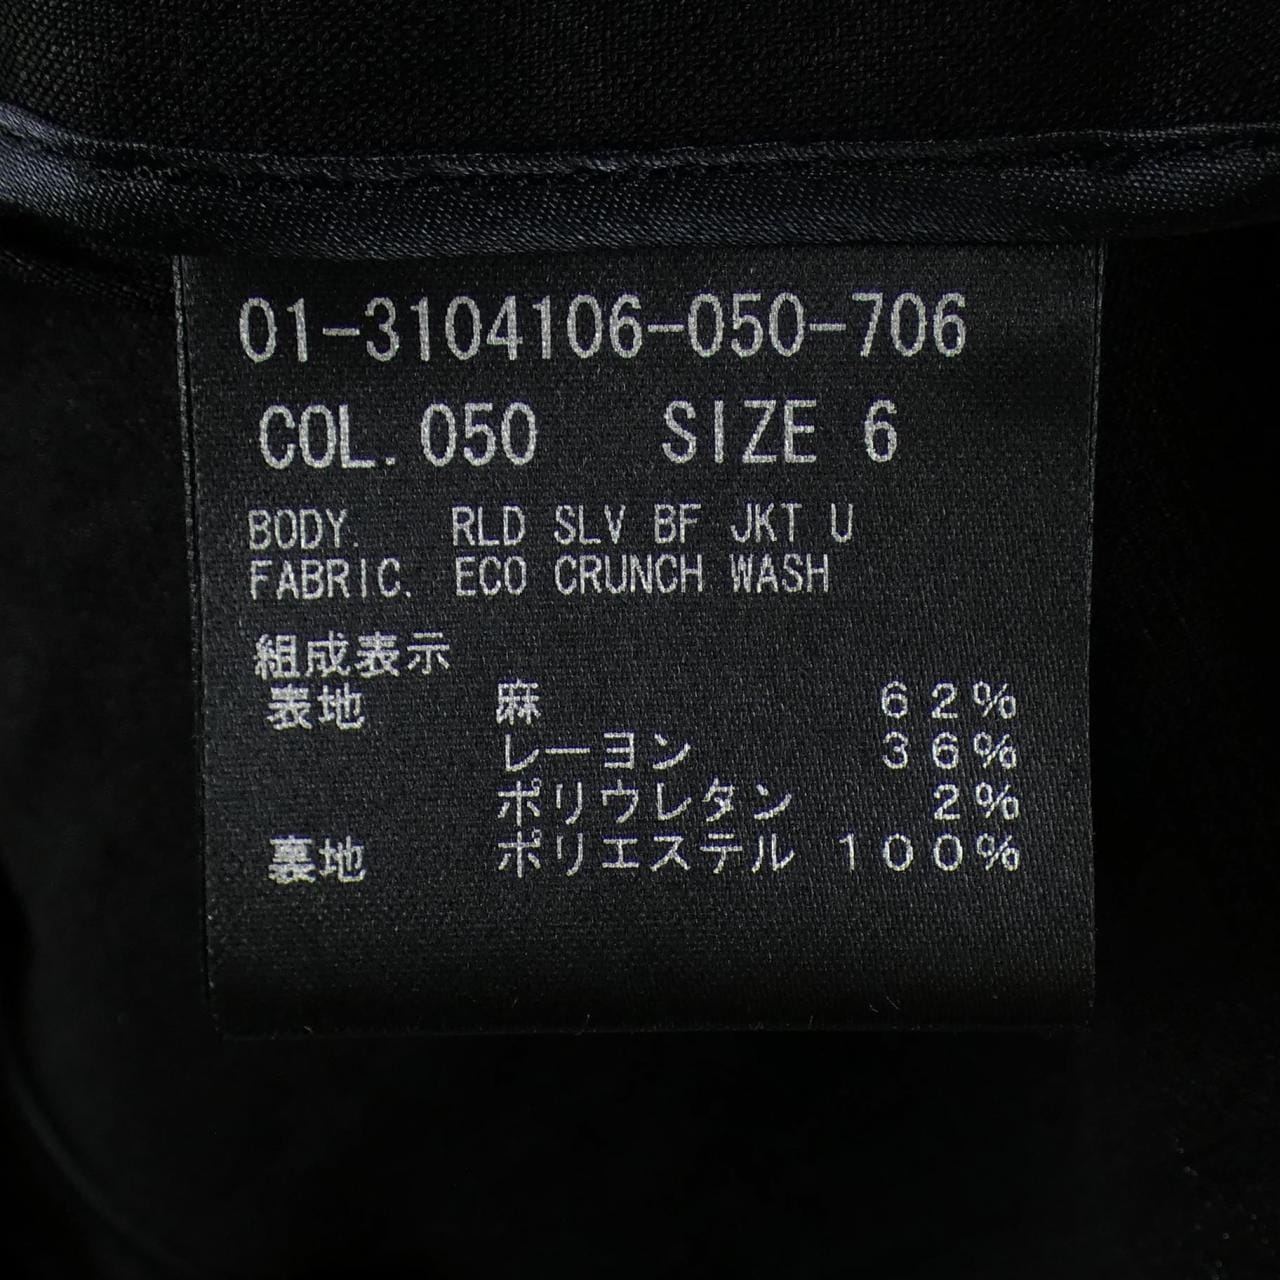 01-3104106-050-706
COL. 050 SIZE 6
BODY. RLD SLV BF JKT U
FABRIC. ECO CRUNCH WASH
組成表示
表地 麻 62%
レーヨン 36%
ポリウレタン 2%
裏地 ポリエステル 100%